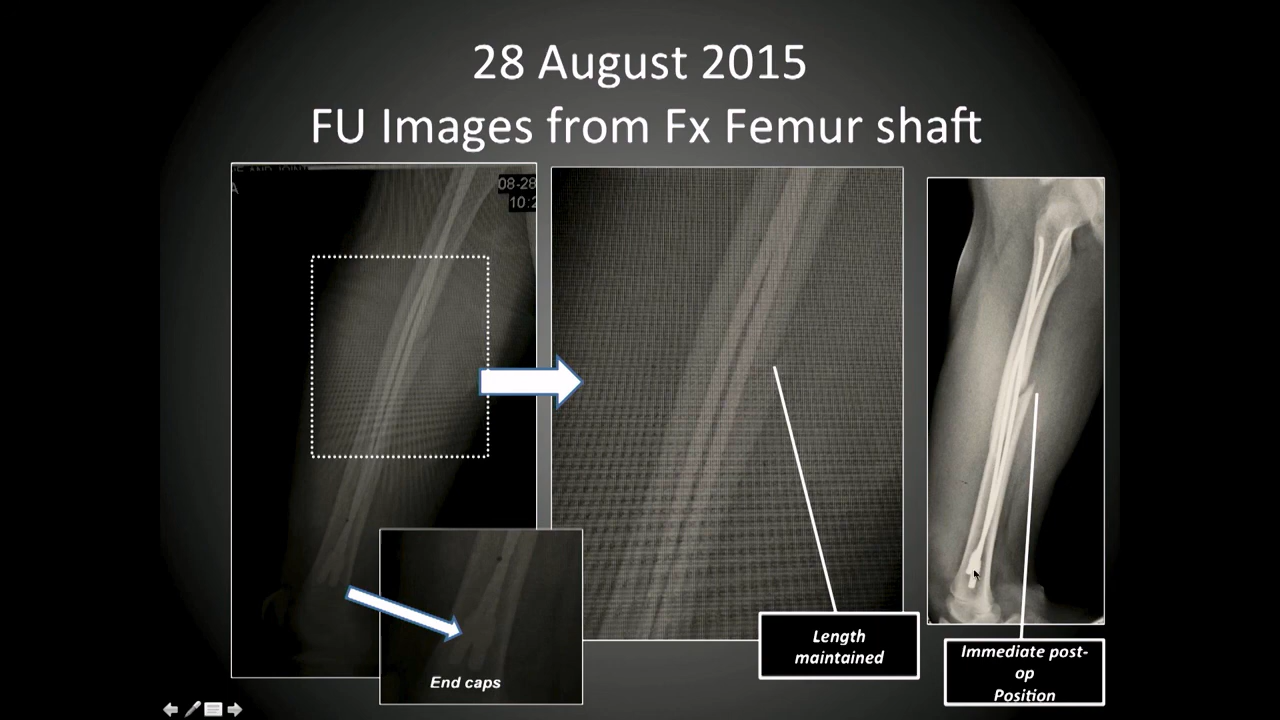 28 August 2015
FU Images from Fx Femur shaft
A
08-28
10:2
Length
maintained
Immediate post-
op
Position
End caps